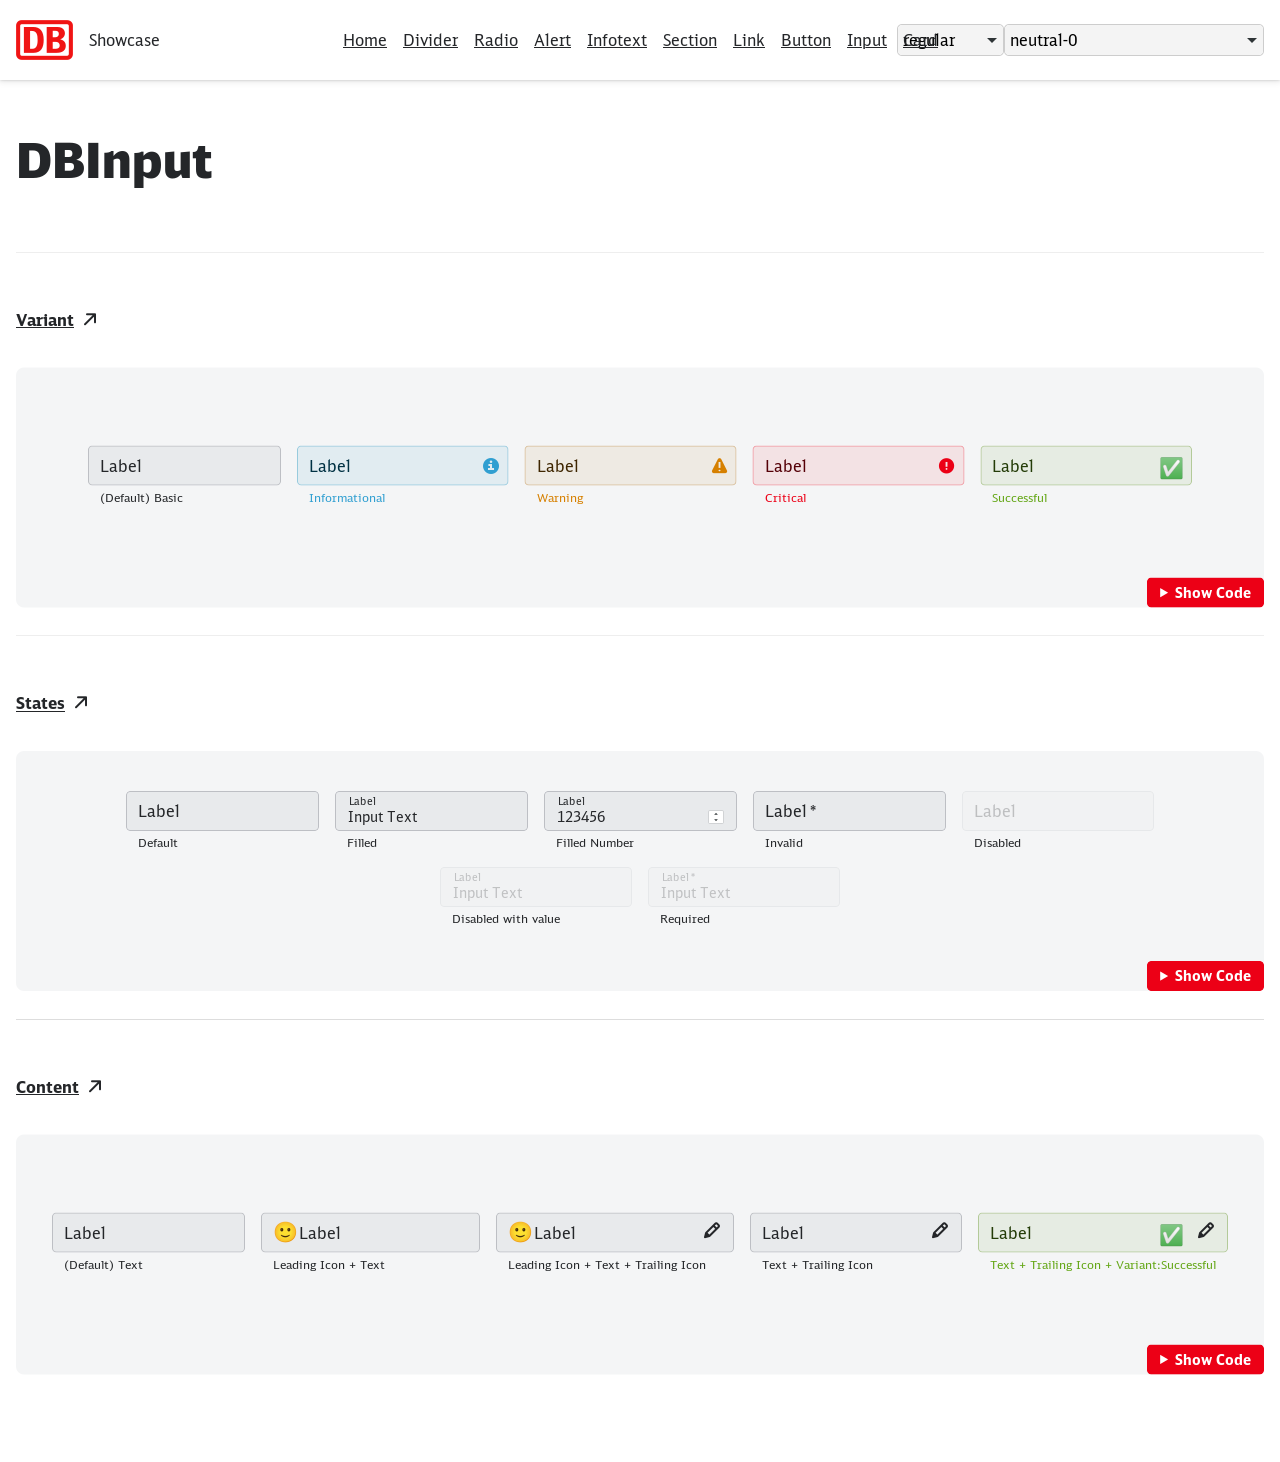 DB Showcase Home Divider Radio Alert Infotext Section Link Button Input Card regular neutral-0
DBInput
Variant
Label Label Label Label Label
(Default) Basic Informational Warning Critical Successful
Show Code
States
Label Label Input Text Label 123456 Label * Label
Default Filled Filled Number Invalid Disabled
Label Input Text Label * Input Text
Disabled with value Required
Show Code
Content
Label Label Label Label Label
(Default) Text Leading Icon + Text Leading Icon + Text + Trailing Icon Text + Trailing Icon Text + Trailing Icon + Variant:Successful
Show Code